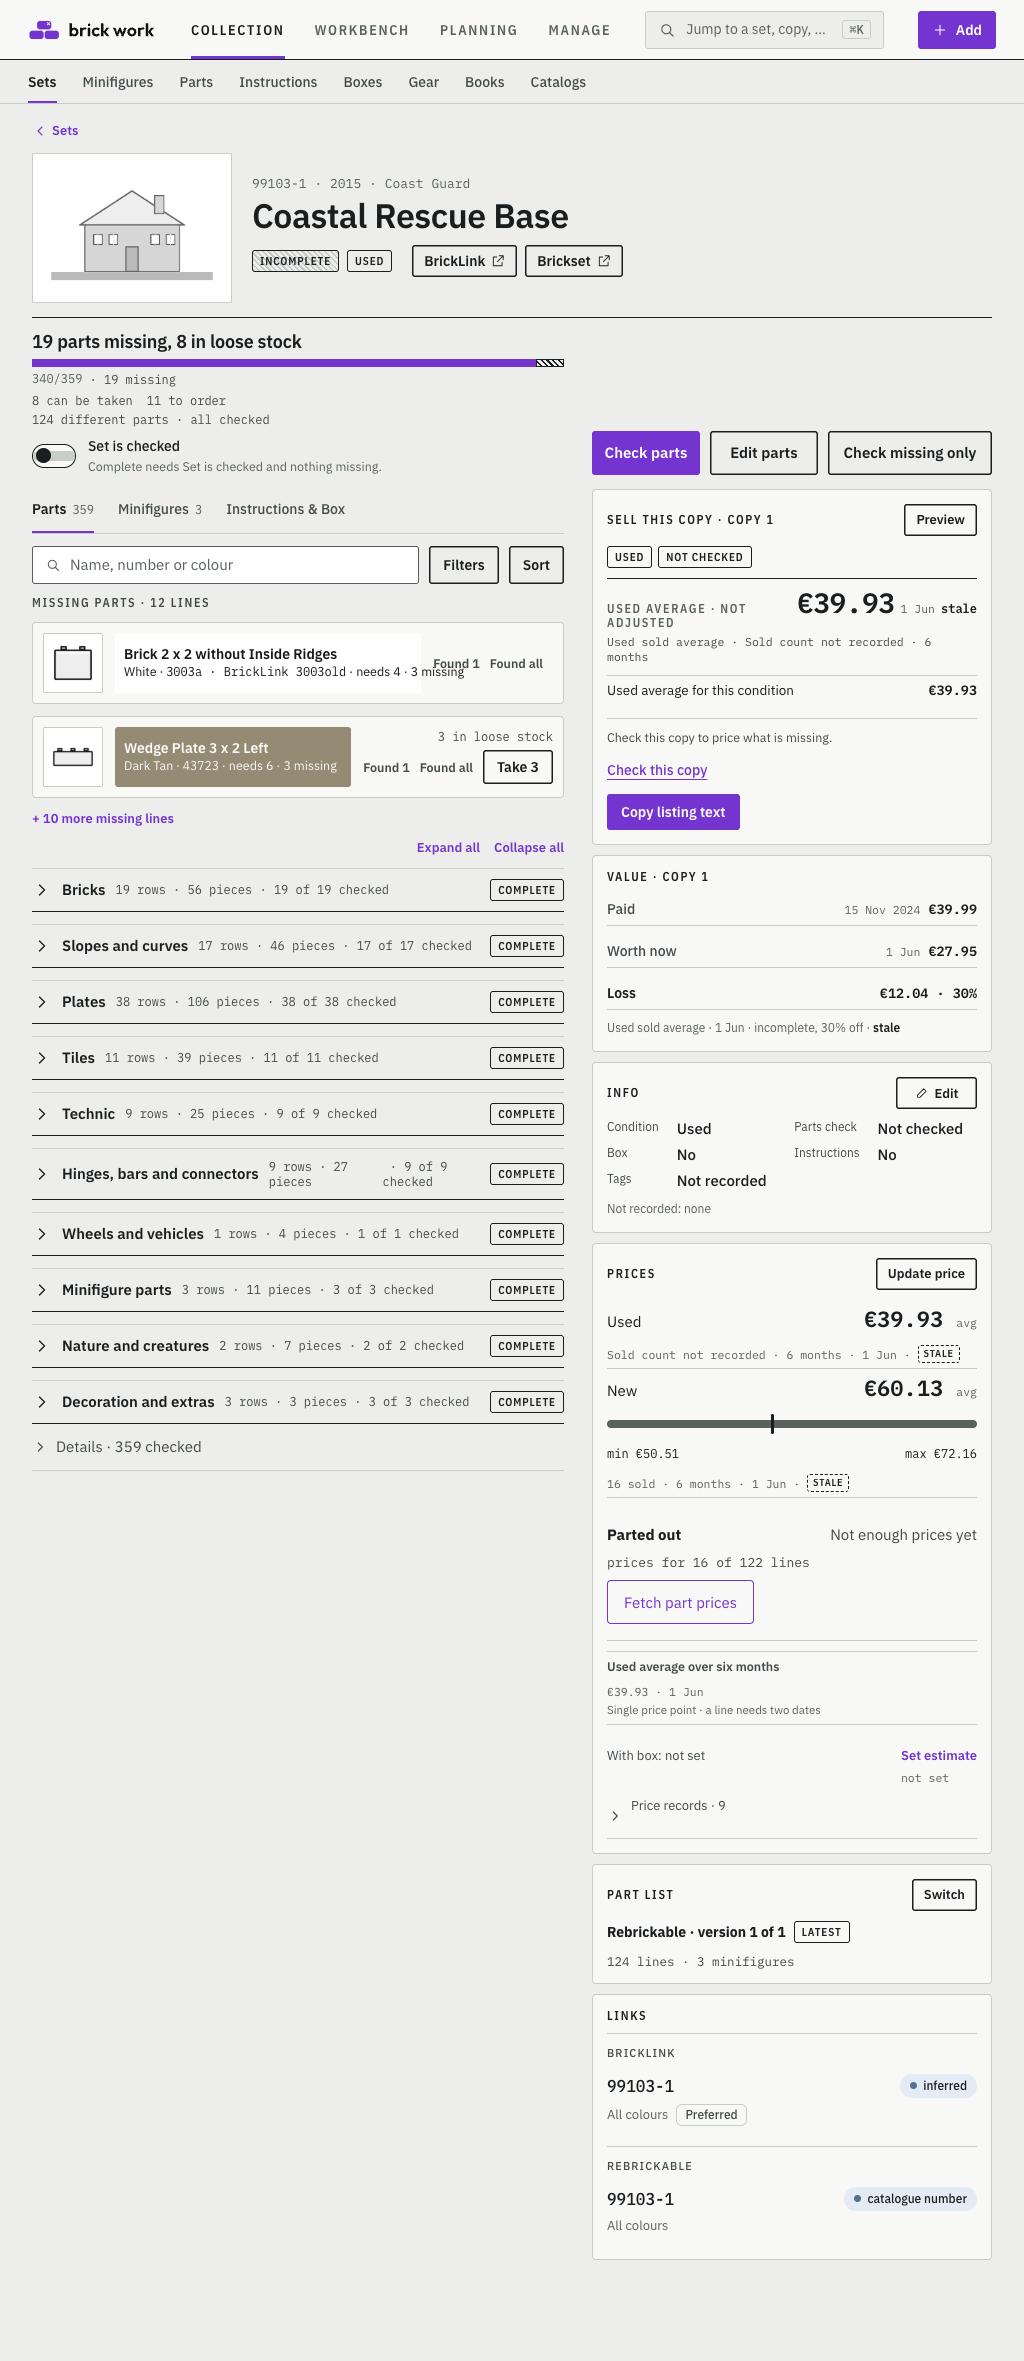 brick work
COLLECTION WORKBENCH PLANNING MANAGE
Jump to a set, copy, ... ⌘K
+ Add
Sets Minifigures Parts Instructions Boxes Gear Books Catalogs
Sets
99103-1 · 2015 · Coast Guard
Coastal Rescue Base
INCOMPLETE USED BrickLink Brickset
19 parts missing, 8 in loose stock
340/359 · 19 missing
8 can be taken 11 to order
124 different parts · all checked
Set is checked
Complete needs Set is checked and nothing missing.
Parts 359 Minifigures 3 Instructions & Box
Name, number or colour
Filters Sort
MISSING PARTS · 12 LINES
Brick 2 x 2 without Inside Ridges
White · 3003a · BrickLink 3003old · needs 4 · 3 missing
Found 1 Found all
Wedge Plate 3 x 2 Left
Dark Tan · 43723 · needs 6 · 3 missing
3 in loose stock
Found 1 Found all Take 3
+ 10 more missing lines
Expand all Collapse all
Bricks 19 rows · 56 pieces · 19 of 19 checked COMPLETE
Slopes and curves 17 rows · 46 pieces · 17 of 17 checked COMPLETE
Plates 38 rows · 106 pieces · 38 of 38 checked COMPLETE
Tiles 11 rows · 39 pieces · 11 of 11 checked COMPLETE
Technic 9 rows · 25 pieces · 9 of 9 checked COMPLETE
Hinges, bars and connectors 9 rows · 27 pieces · 9 of 9 checked COMPLETE
Wheels and vehicles 1 rows · 4 pieces · 1 of 1 checked COMPLETE
Minifigure parts 3 rows · 11 pieces · 3 of 3 checked COMPLETE
Nature and creatures 2 rows · 7 pieces · 2 of 2 checked COMPLETE
Decoration and extras 3 rows · 3 pieces · 3 of 3 checked COMPLETE
Details · 359 checked
Check parts Edit parts Check missing only
SELL THIS COPY · COPY 1 Preview
USED NOT CHECKED
USED AVERAGE · NOT ADJUSTED
€39.93 1 Jun stale
Used sold average · Sold count not recorded · 6
months
Used average for this condition €39.93
Check this copy to price what is missing.
Check this copy
Copy listing text
VALUE · COPY 1
Paid 15 Nov 2024 €39.99
Worth now 1 Jun €27.95
Loss €12.04 · 30%
Used sold average · 1 Jun · incomplete, 30% off · stale
INFO Edit
Condition Used Parts check Not checked
Box No Instructions No
Tags Not recorded
Not recorded: none
PRICES Update price
Used €39.93 avg
Sold count not recorded · 6 months · 1 Jun · STALE
New €60.13 avg
min €50.51 max €72.16
16 sold · 6 months · 1 Jun · STALE
Parted out Not enough prices yet
prices for 16 of 122 lines
Fetch part prices
Used average over six months
€39.93 · 1 Jun
Single price point · a line needs two dates
With box: not set Set estimate
not set
Price records · 9
PART LIST Switch
Rebrickable · version 1 of 1 LATEST
124 lines · 3 minifigures
LINKS
BRICKLINK
99103-1 inferred
All colours Preferred
REBRICKABLE
99103-1 catalogue number
All colours